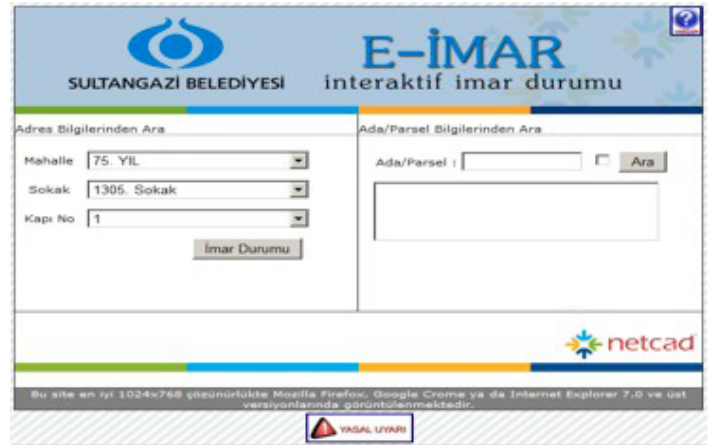 SULTANGAZİ BELEDİYESİ
E-İMAR
interaktif imar durumu
Adres Bilgilerinden Ara
Mahalle 75. YIL
Sokak 1305. Sokak
Kapı No 1
İmar Durumu
Ada/Parsel Bilgilerinden Ara
Ada/Parsel :
Ara
netcad
Bu site en iyi 1024x768 çözünürlükte Mozilla Firefox, Google Crome ya da Internet Explorer 7.0 ve üst
versiyonlarında görüntülenmektedir.
YASAL UYARI